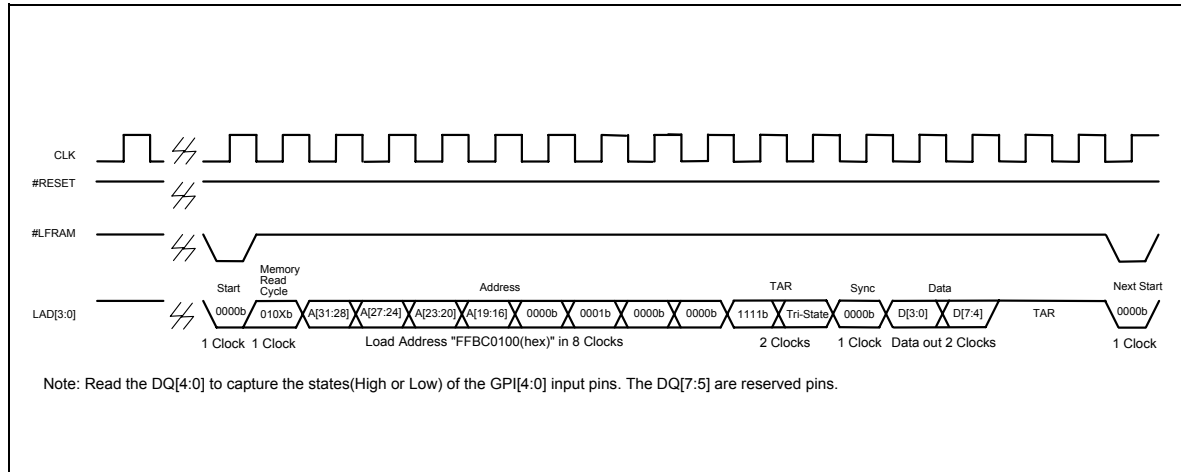 CLK
#RESET
#LFRAM
Memory
Read
Cycle
Start
Address
TAR
Sync
Data
Next Start
LAD[3:0]
0000b
010Xb
A[31:28]
A[27:24]
A[23:20]
A[19:16]
0000b
0001b
0000b
0000b
1111b
Tri-State
0000b
D[3:0]
D[7:4]
TAR
0000b
1 Clock
1 Clock
Load Address "FFBC0100(hex)" in 8 Clocks
2 Clocks
1 Clock
Data out 2 Clocks
1 Clock
Note: Read the DQ[4:0] to capture the states(High or Low) of the GPI[4:0] input pins. The DQ[7:5] are reserved pins.